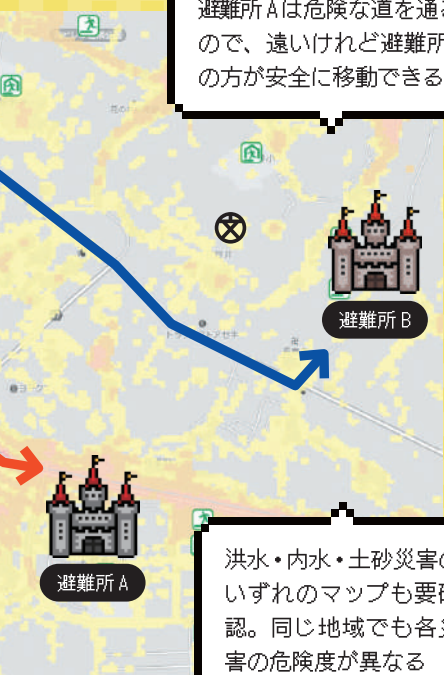 避難所Aは危険な道を通る
ので、遠いけれど避難所
の方が安全に移動できる
避難所 B
避難所 A
洪水・内水・土砂災害の
いずれのマップも要確
認。同じ地域でも各災
害の危険度が異なる